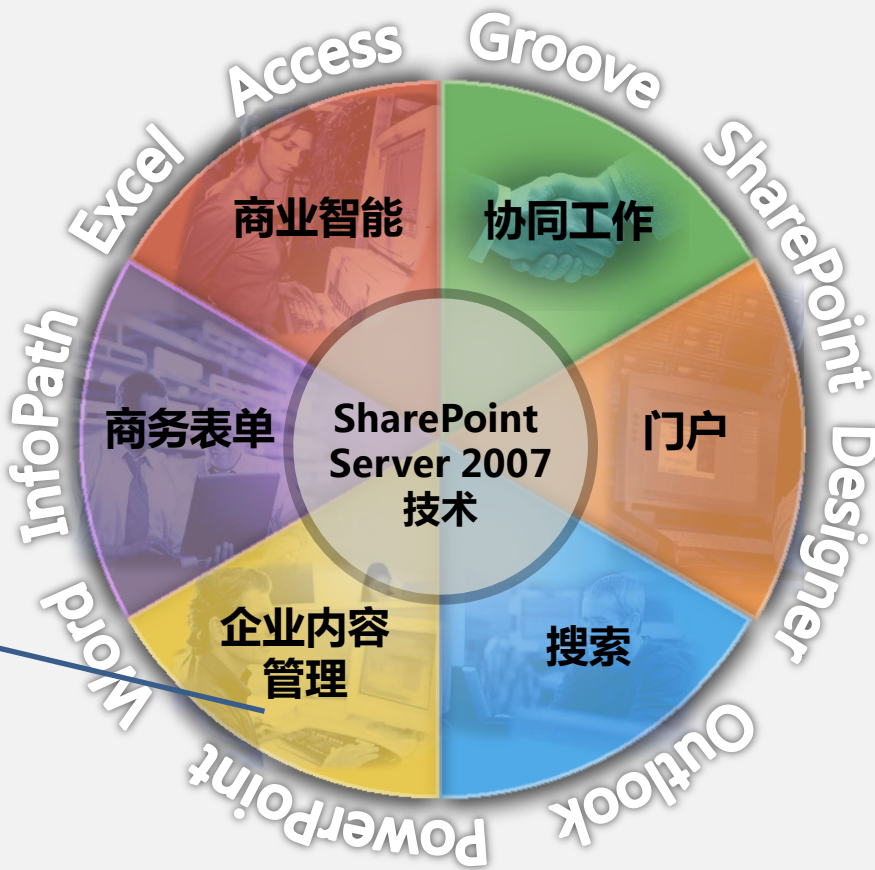 Access
Groove
Excel
SharePoint Designer
商业智能
协同工作
InfoPath
商务表单
SharePoint
Server 2007
技术
门户
企业内容
管理
搜索
Word
PowerPoint
Outlook